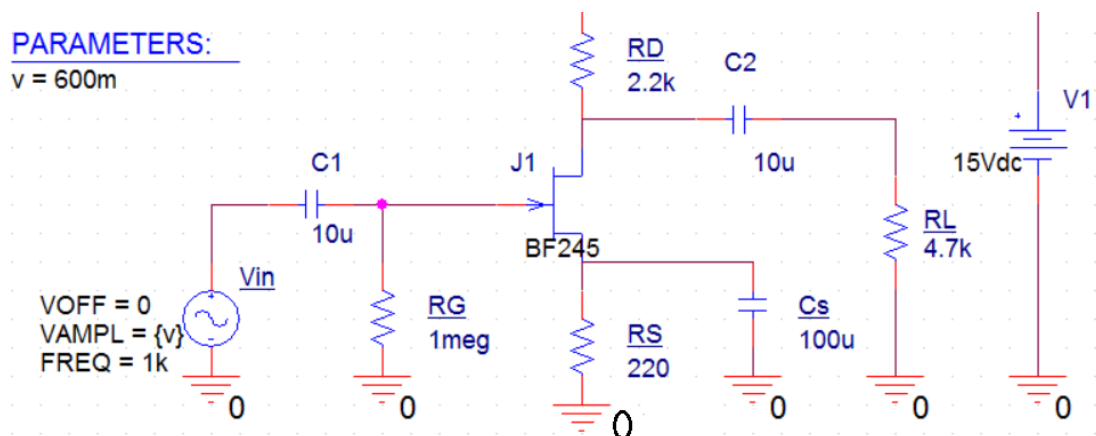 PARAMETERS:
v = 600m
RD
2.2k
C2
10u
V1
+
15Vdc
C1
10u
J1
BF245
Vin
+
VOFF = 0
VAMPL = {v}
FREQ = 1k
RG
1meg
RS
220
Cs
100u
RL
4.7k
0
0
0
0
0
0